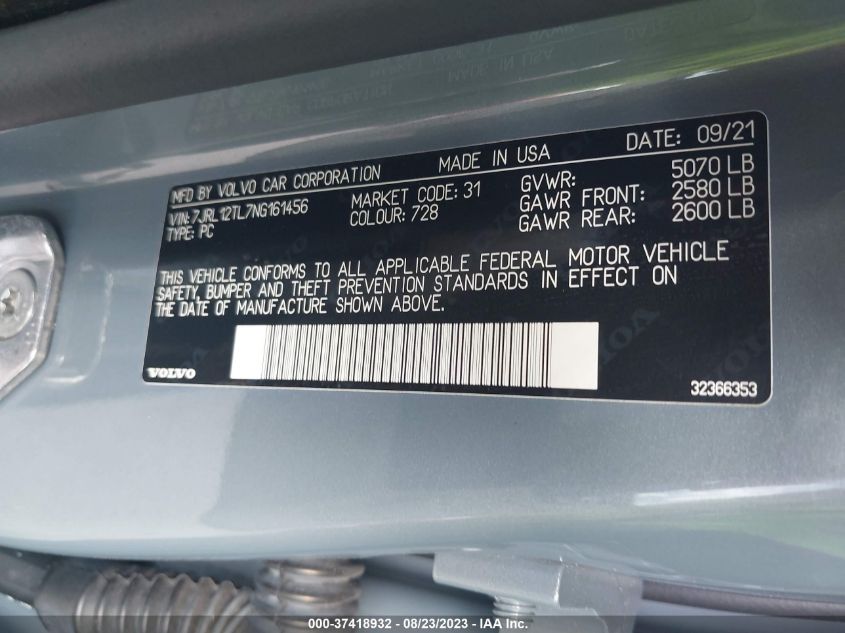 MFD BY VOLVO CAR CORPORATION MADE IN USA DATE: 09/21
VIN: 7JRL12TL7NG161456 MARKET CODE: 31 GVWR: 5070 LB
TYPE: PC COLOUR: 728 GAWR FRONT: 2580 LB
GAWR REAR: 2600 LB
THIS VEHICLE CONFORMS TO ALL APPLICABLE FEDERAL MOTOR VEHICLE
SAFETY, BUMPER AND THEFT PREVENTION STANDARDS IN EFFECT ON
THE DATE OF MANUFACTURE SHOWN ABOVE.
VOLVO 32366353
000-37418932 - 08/23/2023 - IAA Inc.